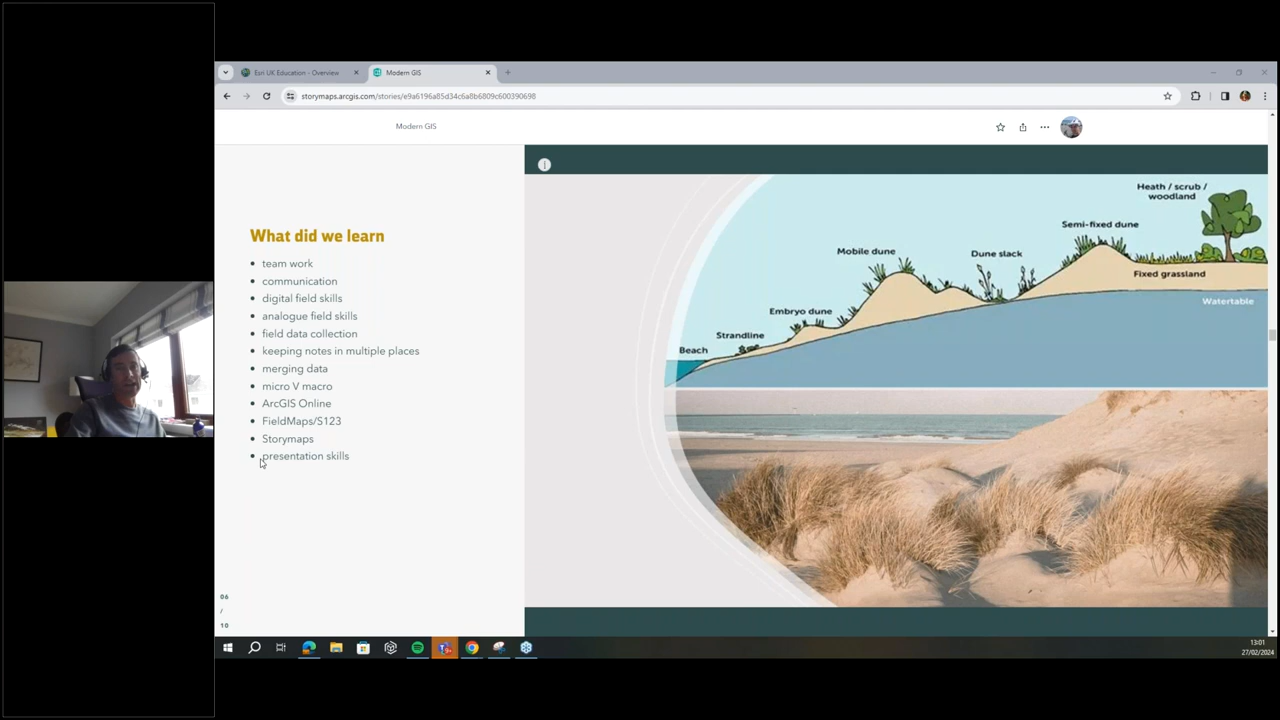 Esri UK Education - Overview
Modern GIS
storymaps.arcgis.com/stories/e9a6196a85d34c6a8b6809c600390698
Modern GIS
What did we learn
• team work
• communication
• digital field skills
• analogue field skills
• field data collection
• keeping notes in multiple places
• merging data
• micro V macro
• ArcGIS Online
• FieldMaps/S123
• Storymaps
• presentation skills
06
/
10
Heath / scrub /
woodland
Semi-fixed dune
Mobile dune
Dune slack
Fixed grassland
Embryo dune
Watertable
Strandline
Beach
13:01
27/02/2024